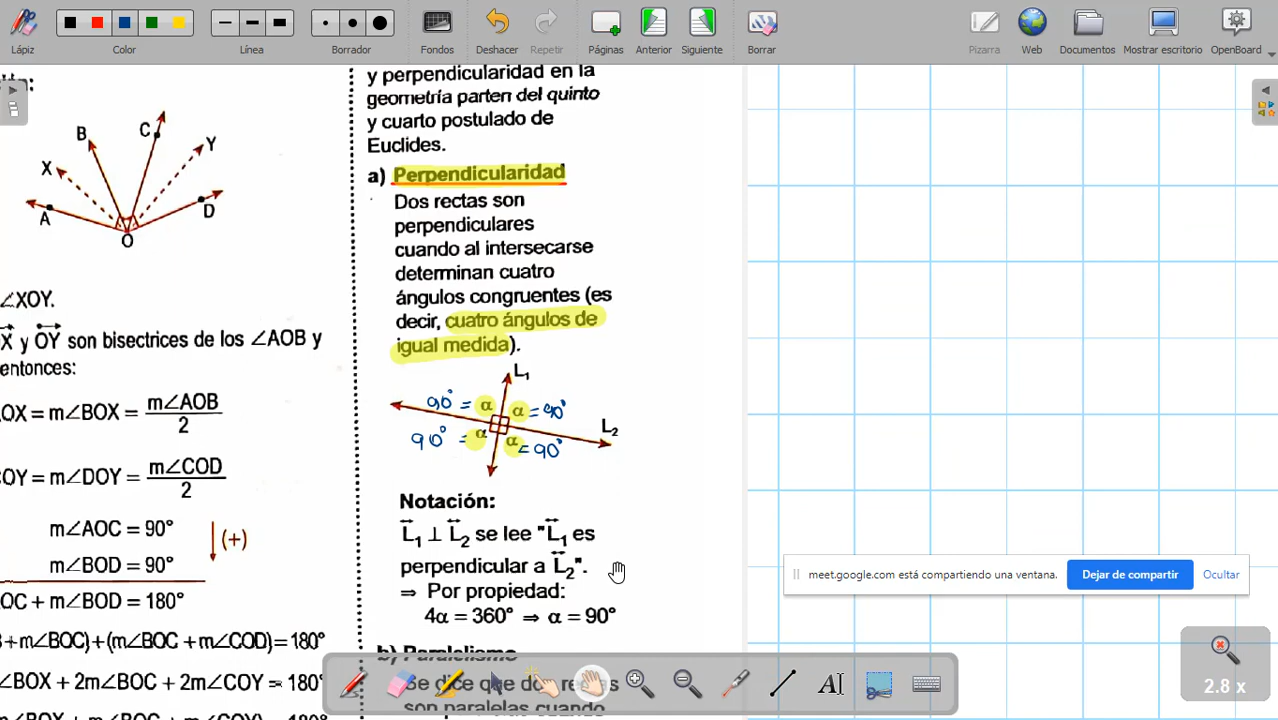 Lápiz
Color
Línea
Borrador
Fondos
Deshacer
Repetir
Páginas
Anterior
Siguiente
Borrar
Pizarra
Web
Documentos
Mostrar escritorio
OpenBoard
B
C
Y
X
A
D
O
∠XOY.
X y OY son bisectrices de los ∠AOB y
entonces:
OX = m∠BOX = m∠AOB
2
COY = m∠DOY = m∠COD
2
m∠AOC = 90°
m∠BOD = 90°
(+)
OC + m∠BOD = 180°
+ m∠BOC) + (m∠BOC + m∠COD) = 180°
∠BOX + 2m∠BOC + 2m∠COY = 180°
y perpendicularidad en la
geometría parten del quinto
y cuarto postulado de
Euclides.
a) Perpendicularidad
Dos rectas son
perpendiculares
cuando al intersecarse
determinan cuatro
ángulos congruentes (es
decir, cuatro ángulos de
igual medida).
L₁
90° = α
α = 90°
L₂
90° = α
α = 90°
Notación:
L₁ ⊥ L₂ se lee "L₁ es
perpendicular a L₂".
⇒ Por propiedad:
4α = 360° ⇒ α = 90°
b) Paralelismo
Se dice que dos rectas
son paralelas cuando
meet.google.com está compartiendo una ventana.
Dejar de compartir
Ocultar
2.8 x